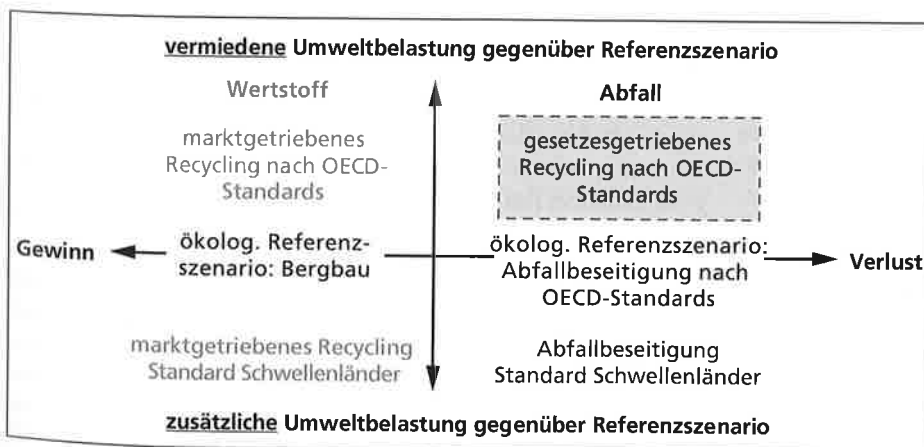 vermiedene Umweltbelastung gegenüber Referenzszenario
Wertstoff
Abfall
marktgetriebenes
Recycling nach OECD-
Standards
gesetzesgetriebenes
Recycling nach OECD-
Standards
Gewinn
ökolog. Referenz-
szenario: Bergbau
ökolog. Referenzszenario:
Abfallbeseitigung nach
OECD-Standards
Verlust
marktgetriebenes Recycling
Standard Schwellenländer
Abfallbeseitigung
Standard Schwellenländer
zusätzliche Umweltbelastung gegenüber Referenzszenario